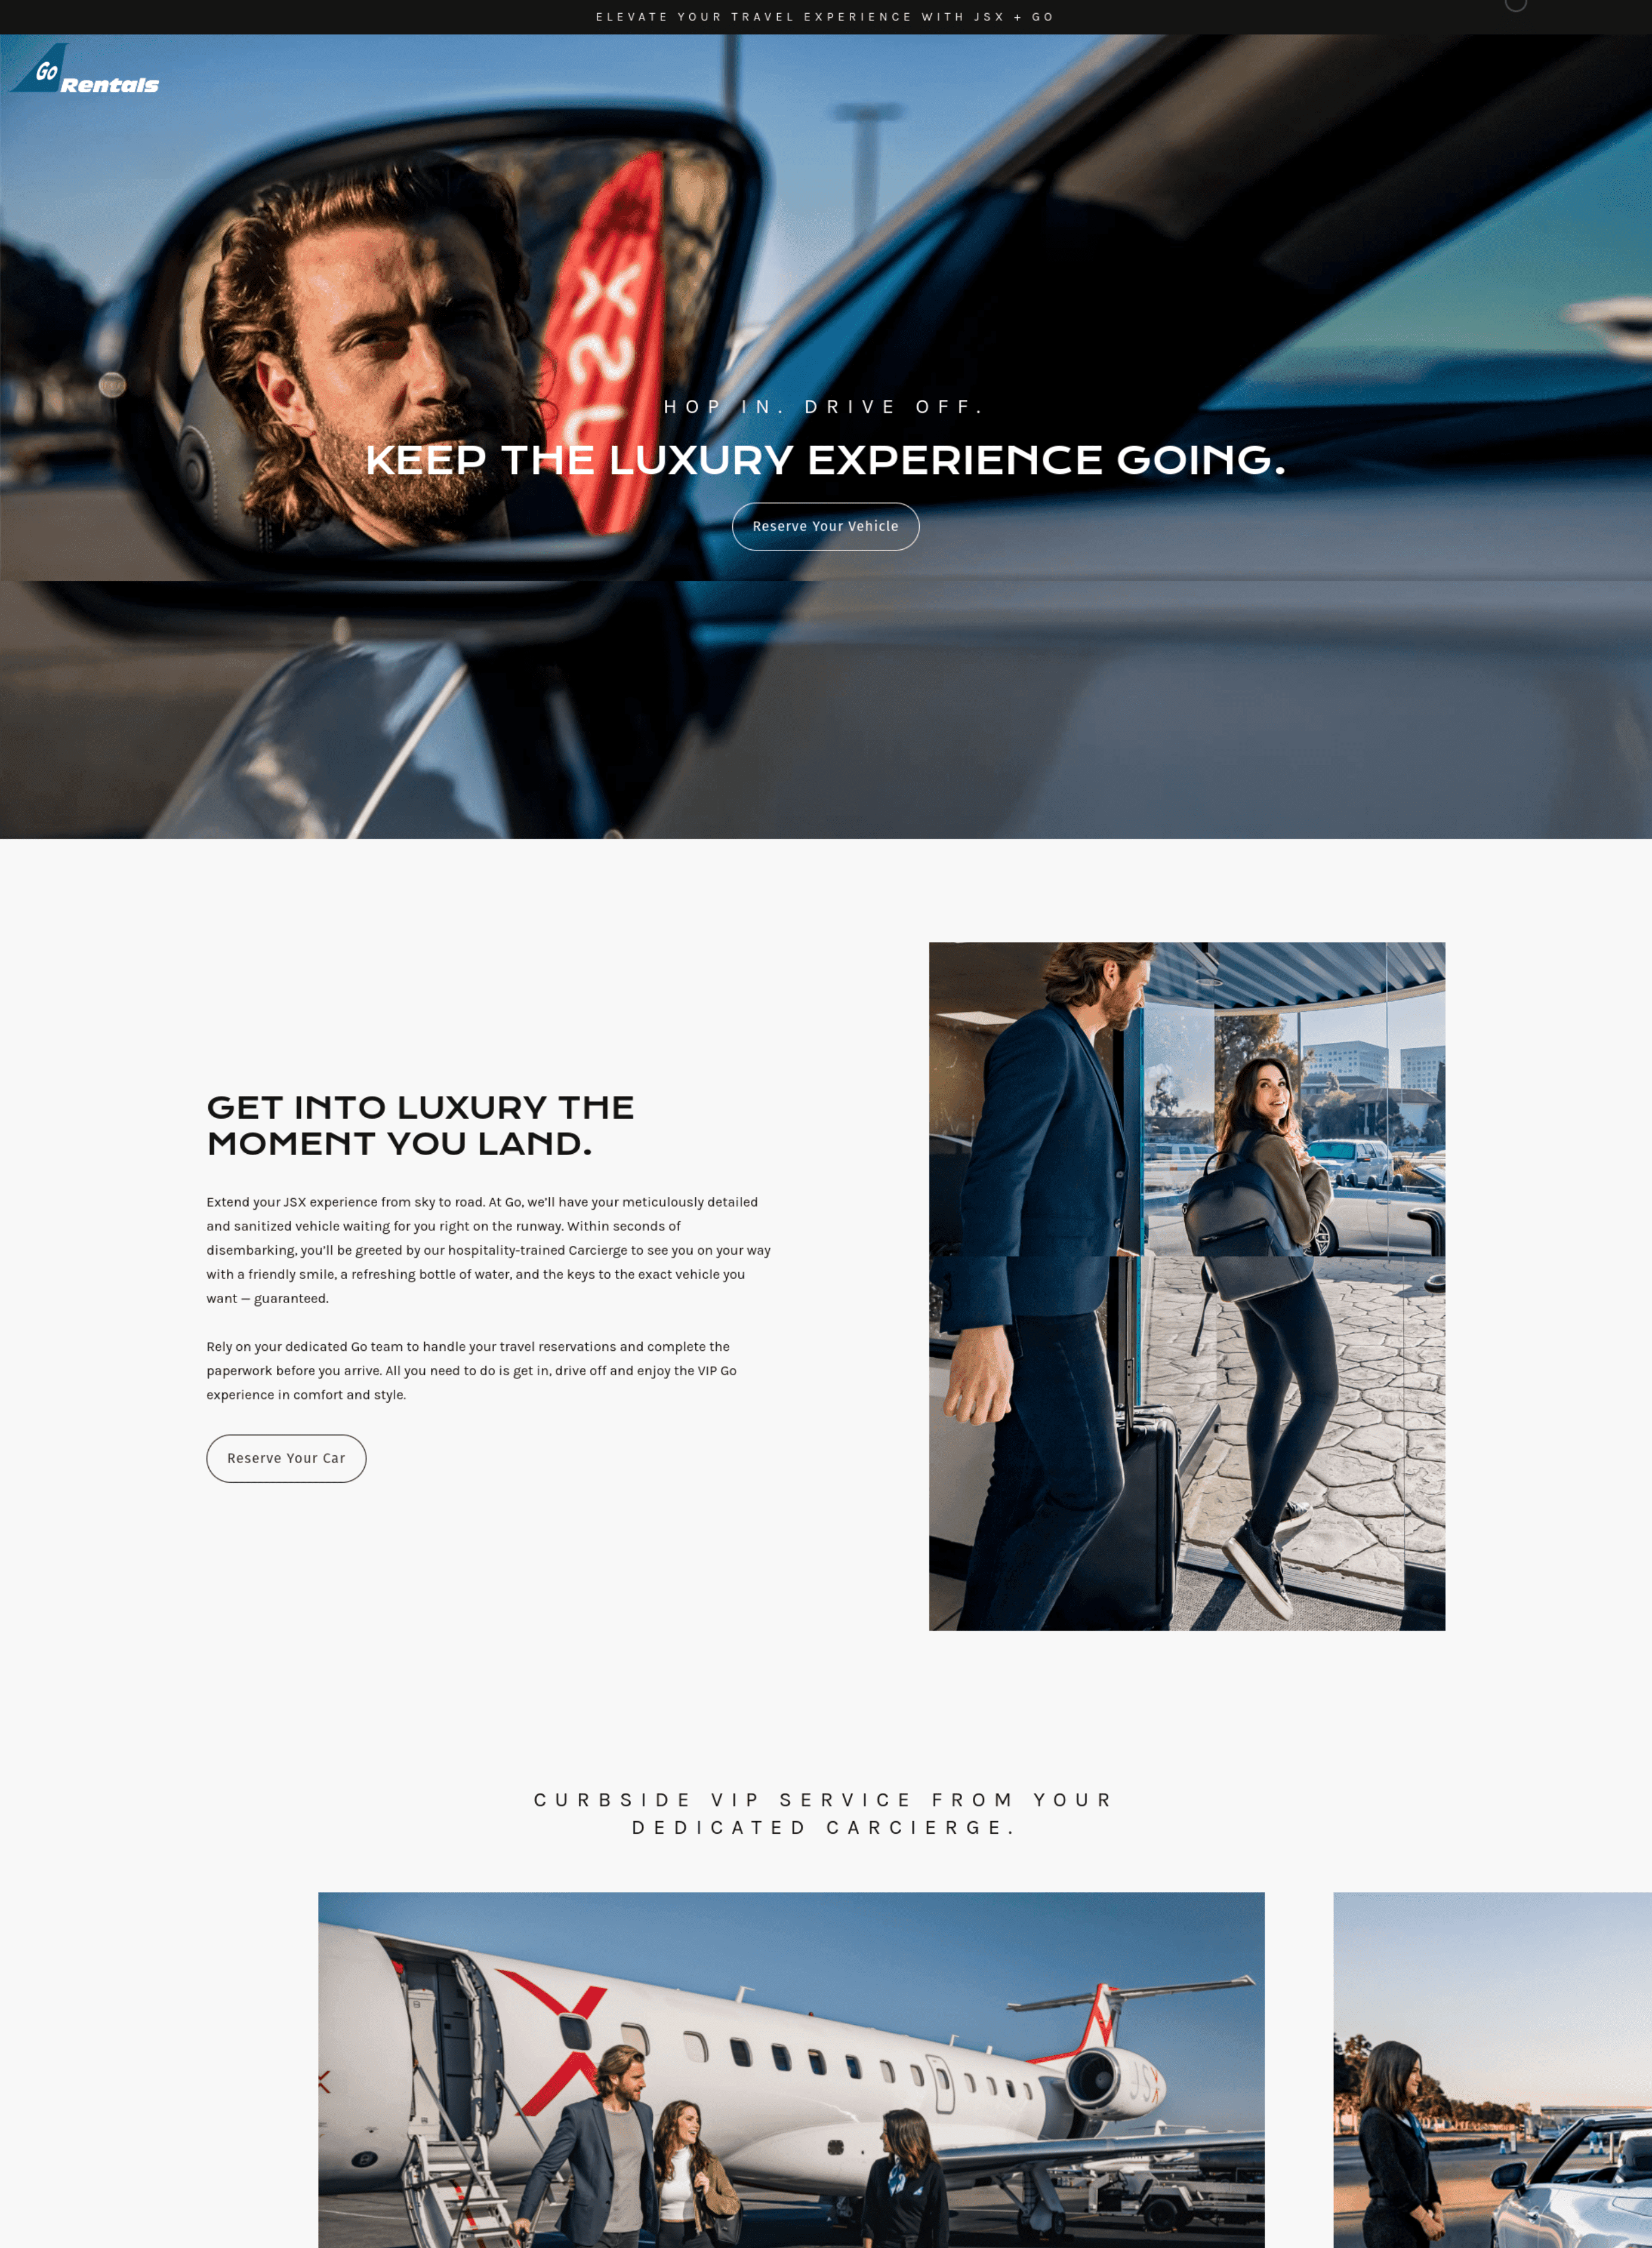 ELEVATE YOUR TRAVEL EXPERIENCE WITH JSX + GO
Go
Rentals
JSX
HOP IN. DRIVE OFF.
KEEP THE LUXURY EXPERIENCE GOING.
Reserve Your Vehicle
GET INTO LUXURY THE
MOMENT YOU LAND.
Extend your JSX experience from sky to road. At Go, we’ll have your meticulously detailed
and sanitized vehicle waiting for you right on the runway. Within seconds of
disembarking, you’ll be greeted by our hospitality-trained Carcierge to see you on your way
with a friendly smile, a refreshing bottle of water, and the keys to the exact vehicle you
want — guaranteed.
Rely on your dedicated Go team to handle your travel reservations and complete the
paperwork before you arrive. All you need to do is get in, drive off and enjoy the VIP Go
experience in comfort and style.
Reserve Your Car
CURBSIDE VIP SERVICE FROM YOUR
DEDICATED CARCIERGE.
X
JSX